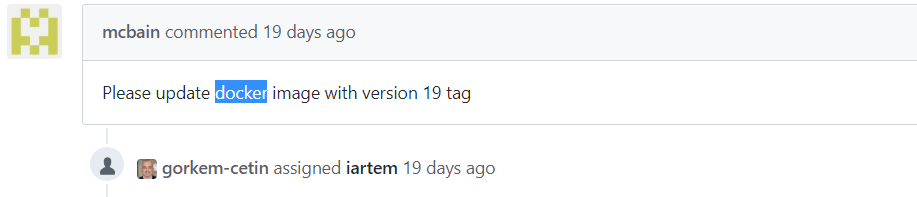 mcbain commented 19 days ago
Please update docker image with version 19 tag
gorkem-cetin assigned iartem 19 days ago